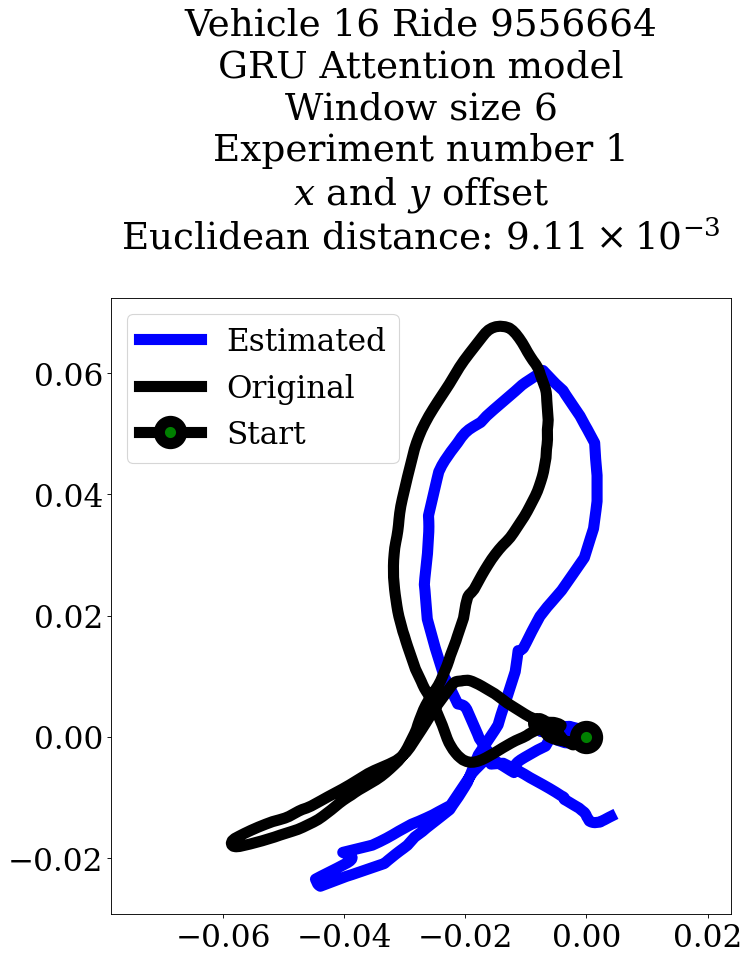 Vehicle 16 Ride 9556664
GRU Attention model
Window size 6
Experiment number 1
x and y offset
Euclidean distance: 9.11 × 10⁻³
Estimated
Original
Start
0.06
0.04
0.02
0.00
−0.02
−0.06 −0.04 −0.02 0.00 0.02